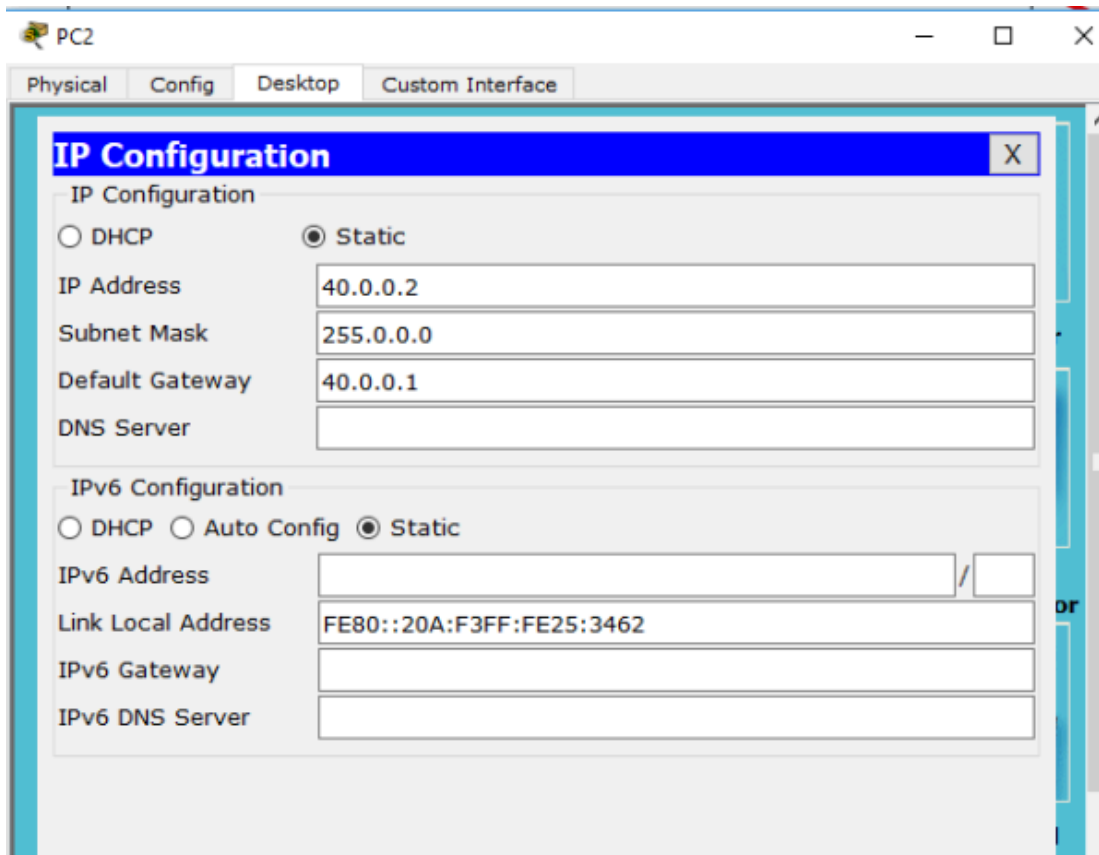 PC2
Physical Config Desktop Custom Interface
IP Configuration X
IP Configuration
DHCP Static
IP Address 40.0.0.2
Subnet Mask 255.0.0.0
Default Gateway 40.0.0.1
DNS Server
IPv6 Configuration
DHCP Auto Config Static
IPv6 Address /
Link Local Address FE80::20A:F3FF:FE25:3462
IPv6 Gateway
IPv6 DNS Server